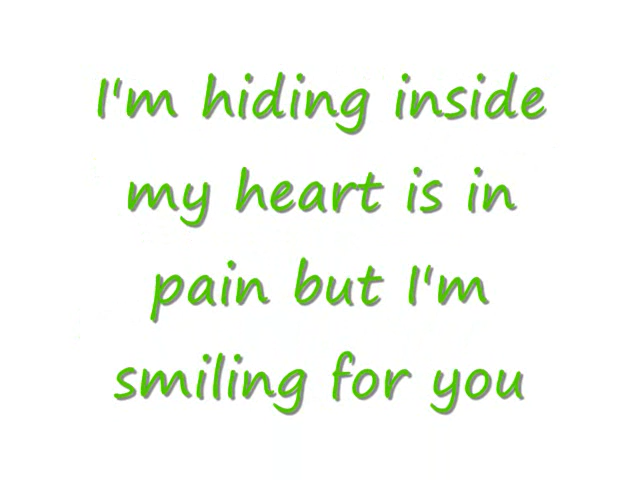 I'm hiding inside
my heart is in
pain but I'm
smiling for you